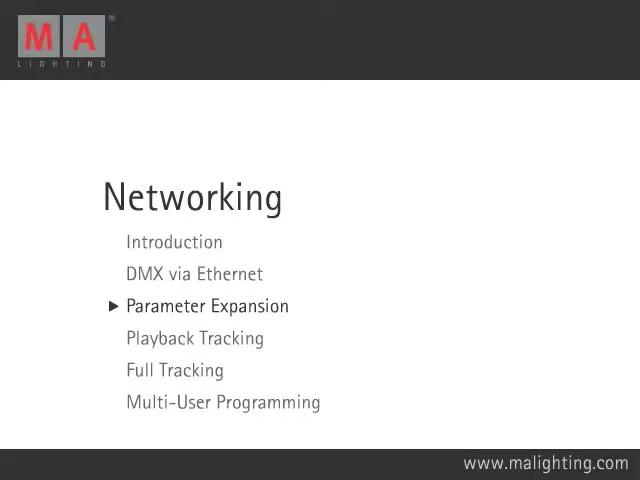 MA®
LIGHTING
Networking
Introduction
DMX via Ethernet
Parameter Expansion
Playback Tracking
Full Tracking
Multi-User Programming
www.malighting.com